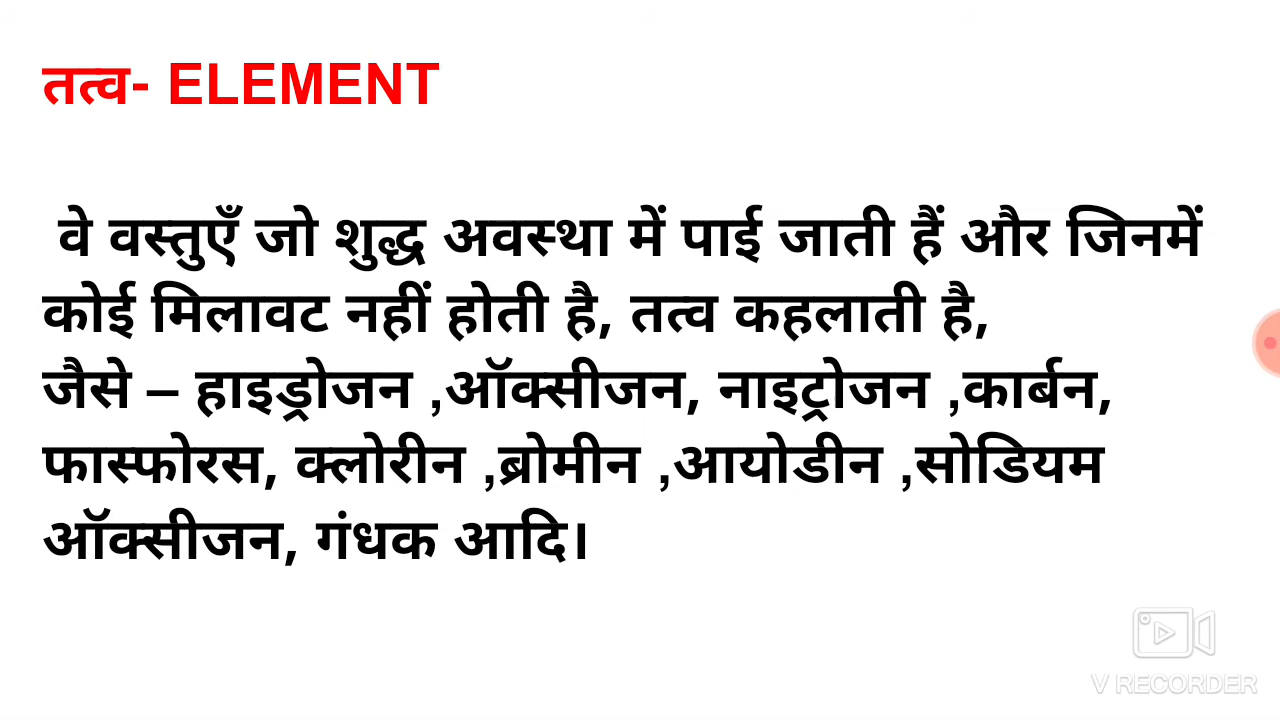 तत्व- ELEMENT
वे वस्तुएँ जो शुद्ध अवस्था में पाई जाती हैं और जिनमें
कोई मिलावट नहीं होती है, तत्व कहलाती है,
जैसे – हाइड्रोजन ,ऑक्सीजन, नाइट्रोजन ,कार्बन,
फास्फोरस, क्लोरीन ,ब्रोमीन ,आयोडीन ,सोडियम
ऑक्सीजन, गंधक आदि।
V RECORDER